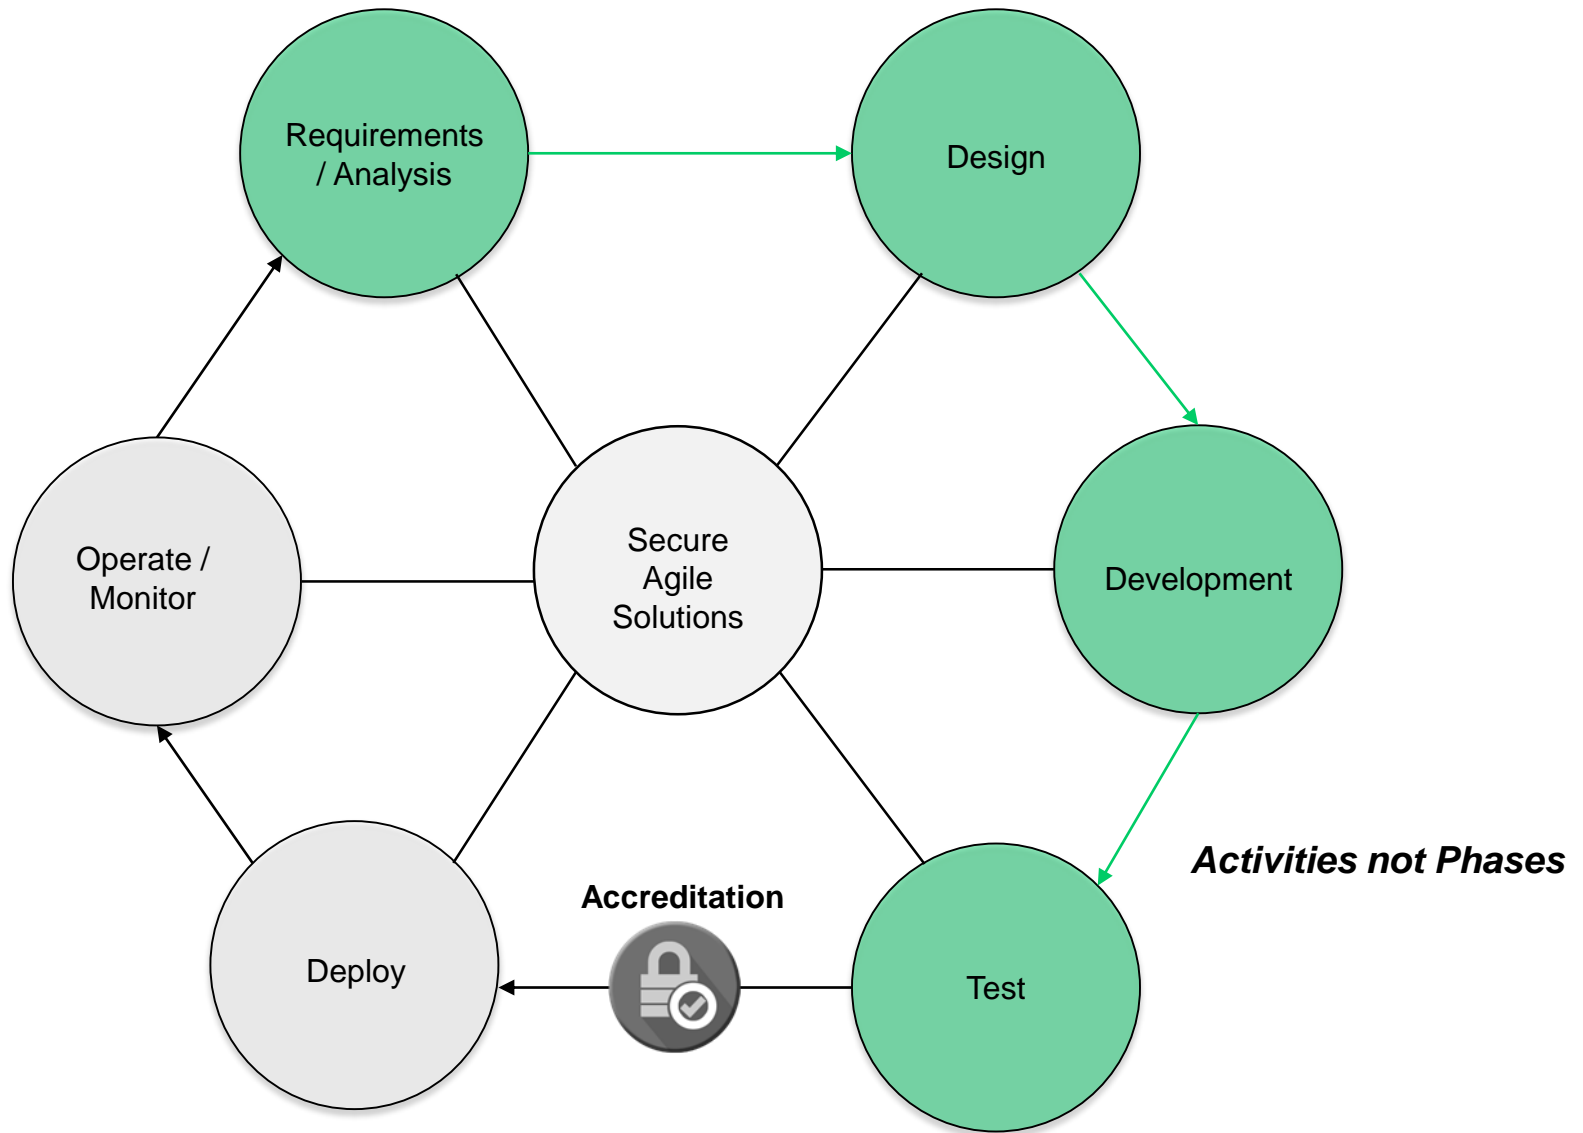 Requirements
/ Analysis
Design
Operate /
Monitor
Secure
Agile
Solutions
Development
Activities not Phases
Accreditation
Deploy
Test